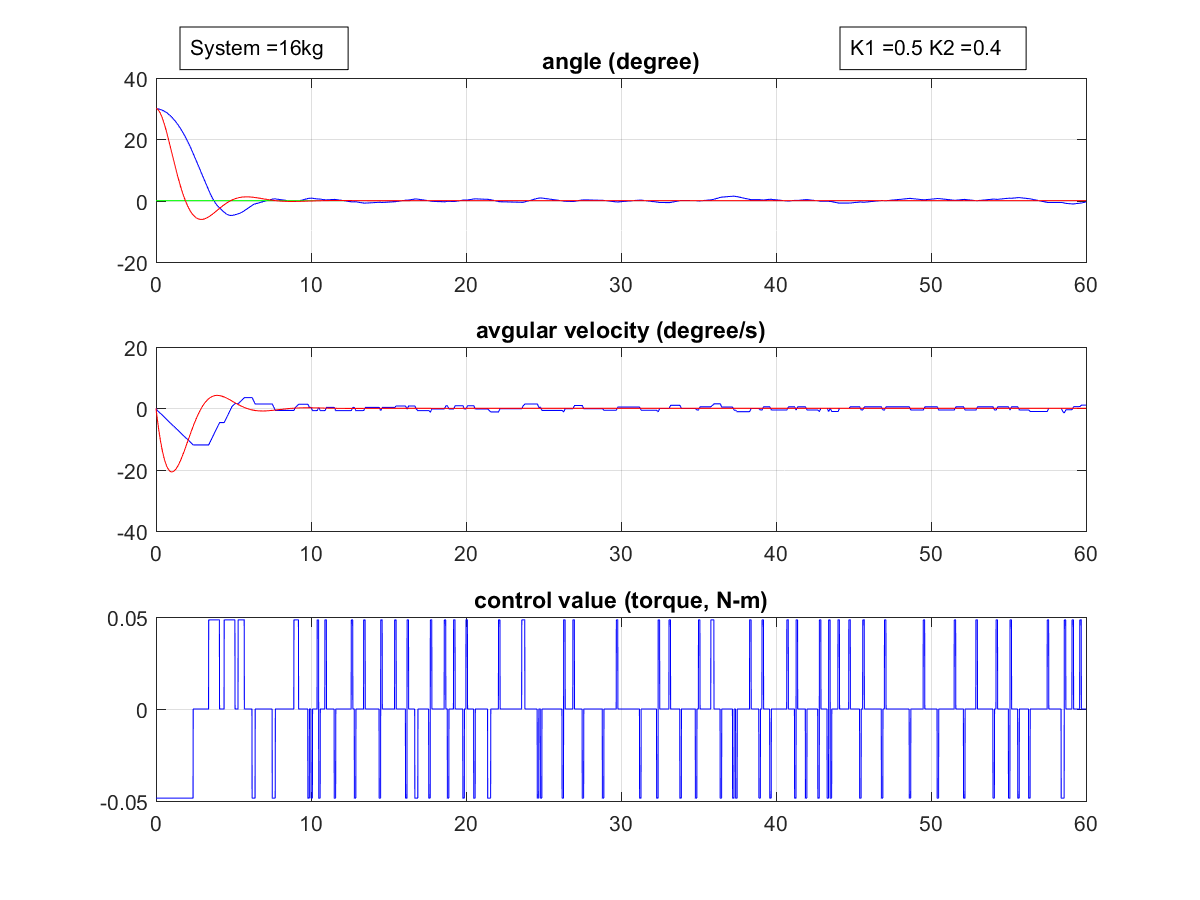 System =16kg
K1 =0.5 K2 =0.4
angle (degree)
40
20
0
-20
0 10 20 30 40 50 60
avgular velocity (degree/s)
20
0
-20
-40
0 10 20 30 40 50 60
control value (torque, N-m)
0.05
0
-0.05
0 10 20 30 40 50 60